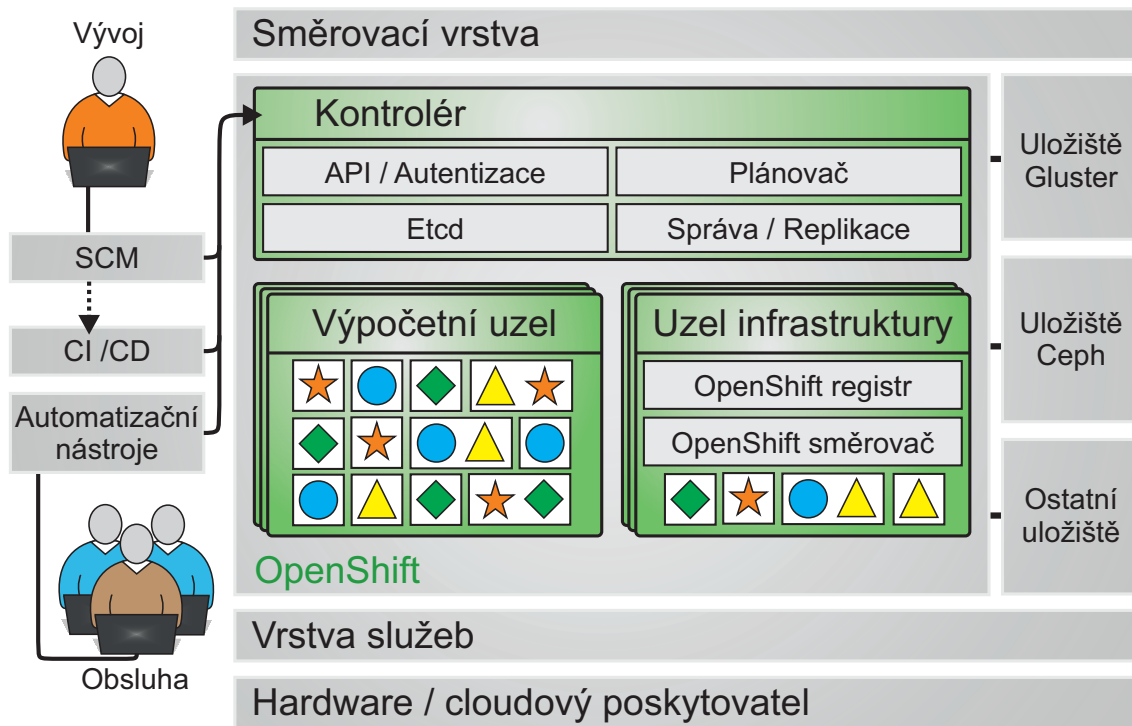 Vývoj
SCM
CI /CD
Automatizační
nástroje
Obsluha
Směrovací vrstva
Kontrolér
API / Autentizace
Plánovač
Etcd
Správa / Replikace
Výpočetní uzel
Uzel infrastruktury
OpenShift registr
OpenShift směrovač
OpenShift
Uložiště
Gluster
Uložiště
Ceph
Ostatní
uložiště
Vrstva služeb
Hardware / cloudový poskytovatel